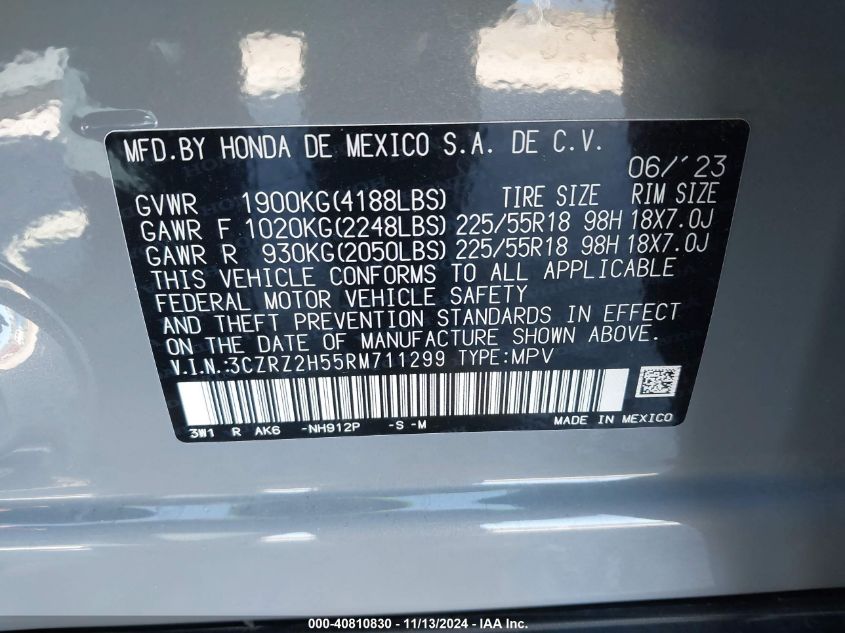 MFD.BY HONDA DE MEXICO S.A. DE C.V.
06/'23
GVWR 1900KG(4188LBS) TIRE SIZE RIM SIZE
GAWR F 1020KG(2248LBS) 225/55R18 98H 18X7.0J
GAWR R 930KG(2050LBS) 225/55R18 98H 18X7.0J
THIS VEHICLE CONFORMS TO ALL APPLICABLE
FEDERAL MOTOR VEHICLE SAFETY
AND THEFT PREVENTION STANDARDS IN EFFECT
ON THE DATE OF MANUFACTURE SHOWN ABOVE.
V.I.N.:3CZRZ2H55RM711299 TYPE:MPV
3W1 R AK6 -NH912P -S -M MADE IN MEXICO
000-40810830 - 11/13/2024 - IAA Inc.